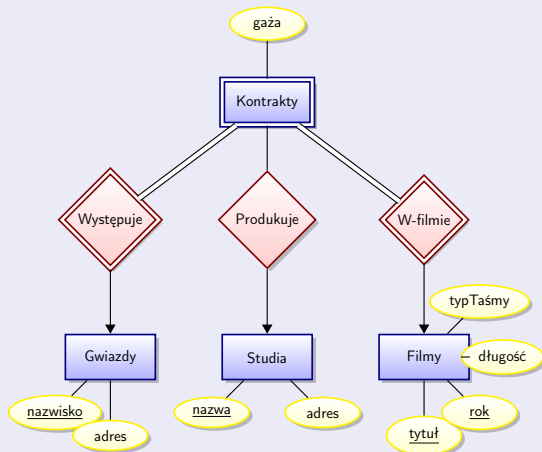 gaża
Kontrakty
Występuje
Produkuje
W-filmie
typTaśmy
Gwiazdy
Studia
Filmy
długość
nazwisko
nazwa
adres
rok
adres
tytuł